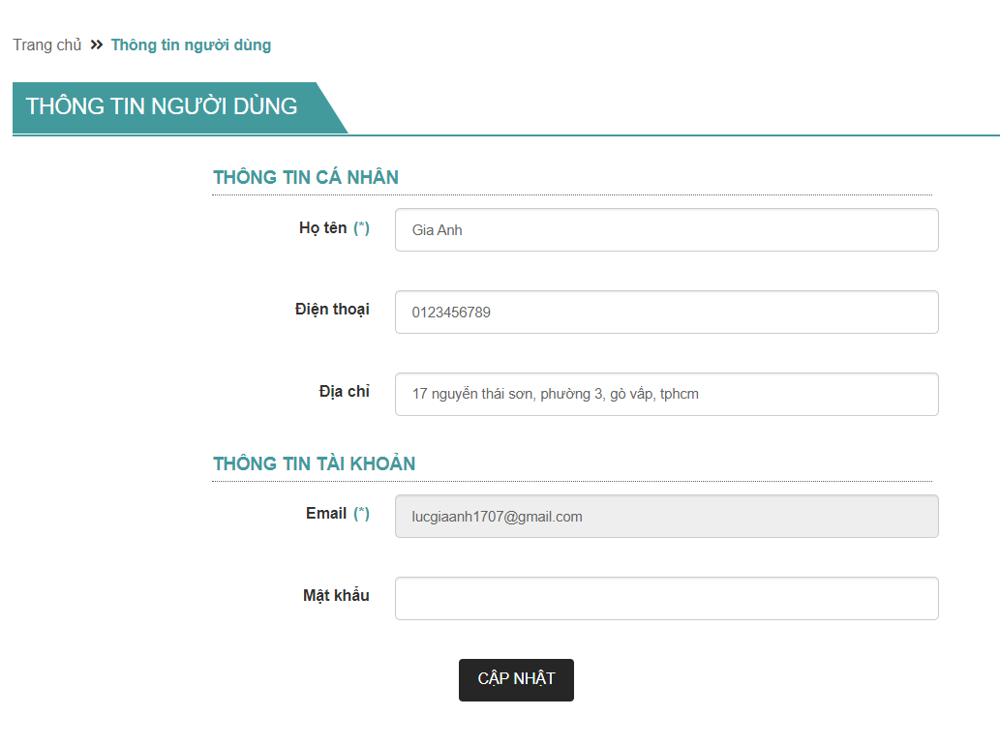 Trang chủ » Thông tin người dùng
THÔNG TIN NGƯỜI DÙNG
THÔNG TIN CÁ NHÂN
Họ tên (*) Gia Anh
Điện thoại 0123456789
Địa chỉ 17 nguyễn thái sơn, phường 3, gò vấp, tphcm
THÔNG TIN TÀI KHOẢN
Email (*) lucgiaanh1707@gmail.com
Mật khẩu
CẬP NHẬT